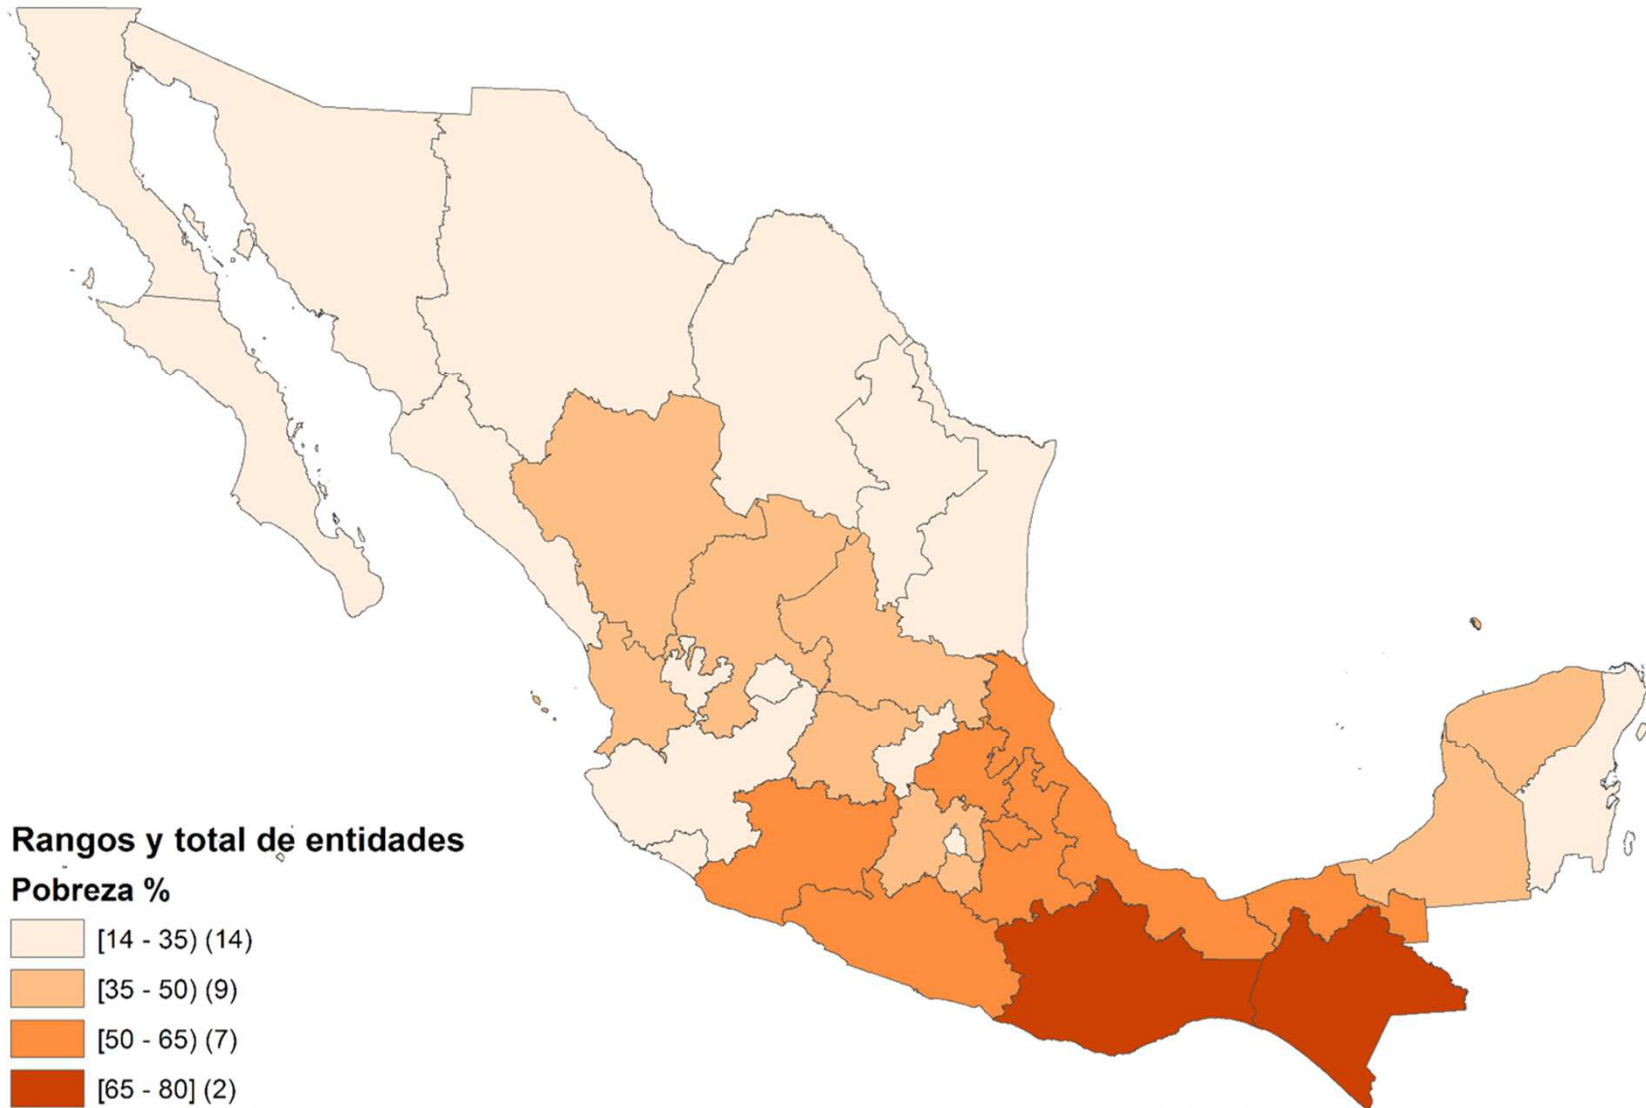 Rangos y total de entidades
Pobreza %
[14 - 35) (14)
[35 - 50) (9)
[50 - 65) (7)
[65 - 80] (2)